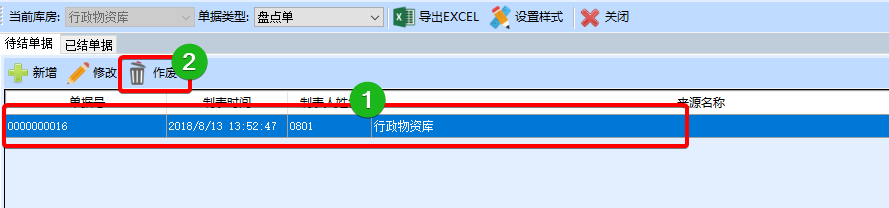 当前库房: 行政物资库 单据类型: 盘点单 导出EXCEL 设置样式 关闭
待结单据 已结单据
新增 修改 作废 2
单据号 制表时间 制表人姓 1 来源名称
0000000016 2018/8/13 13:52:47 0801 行政物资库